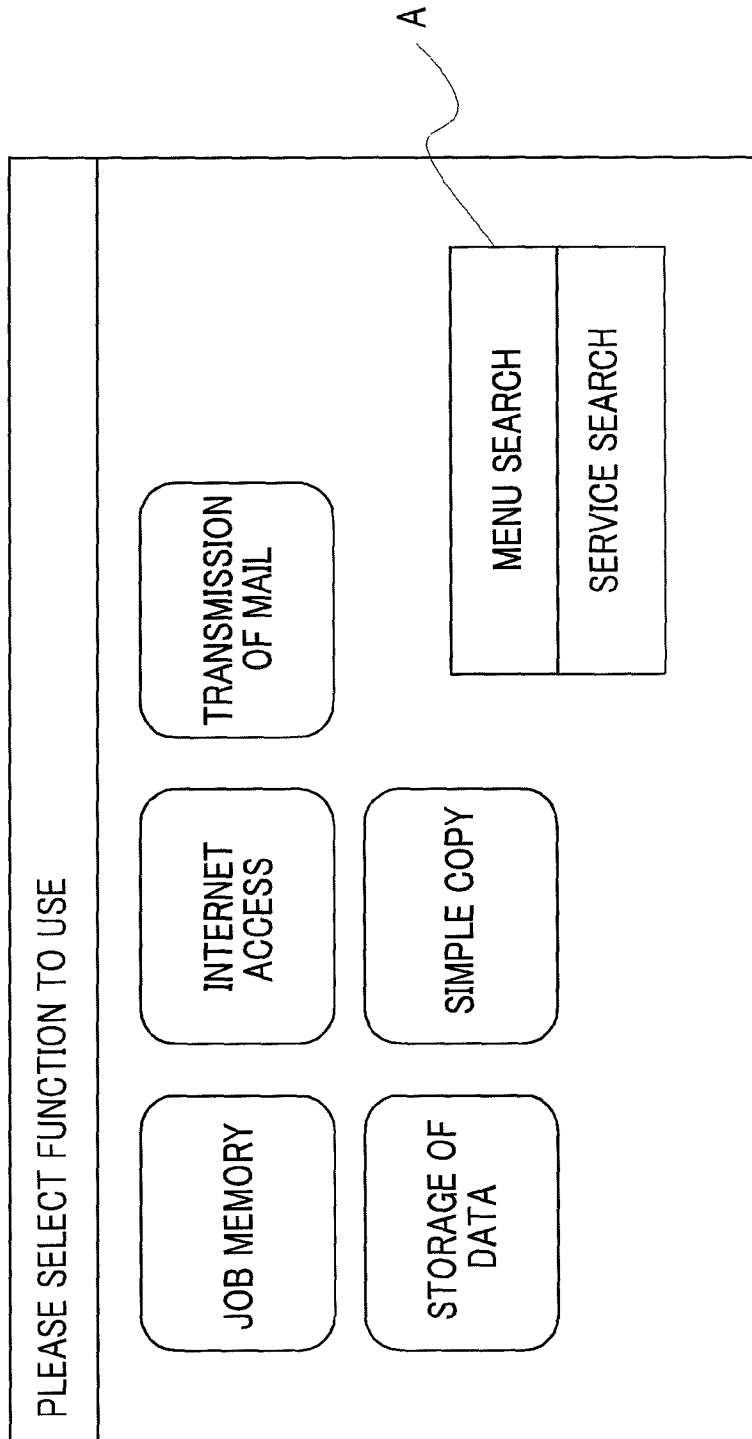 PLEASE SELECT FUNCTION TO USE
JOB MEMORY
INTERNET
ACCESS
TRANSMISSION
OF MAIL
STORAGE OF
DATA
SIMPLE COPY
MENU SEARCH
SERVICE SEARCH
A